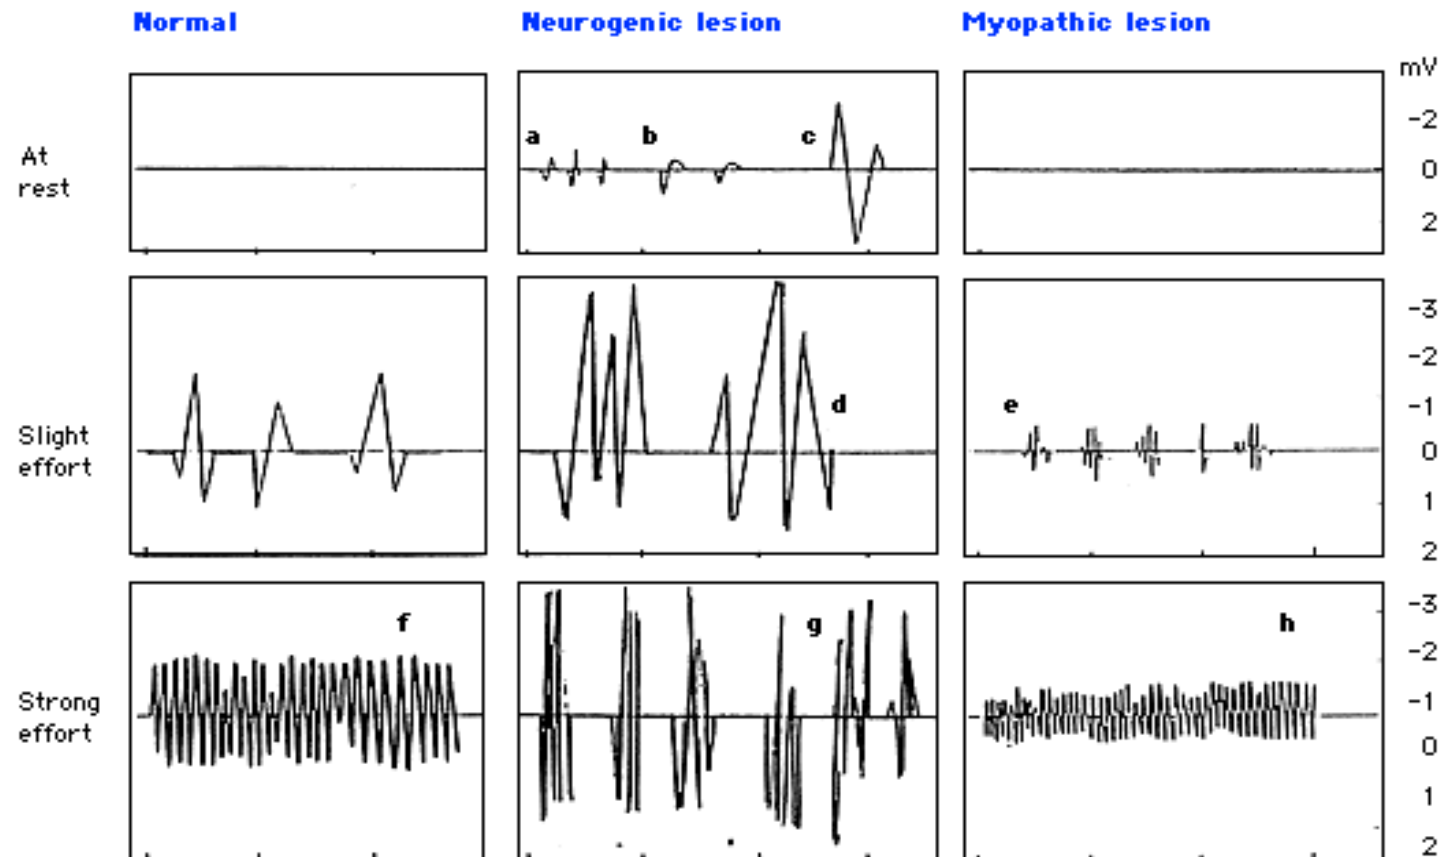 Normal Neurogenic lesion Myopathic lesion
mV
At
rest
a b c
-2
0
2
Slight
effort
d
e
-3
-2
-1
0
1
2
Strong
effort
f
g
h
-3
-2
-1
0
1
2